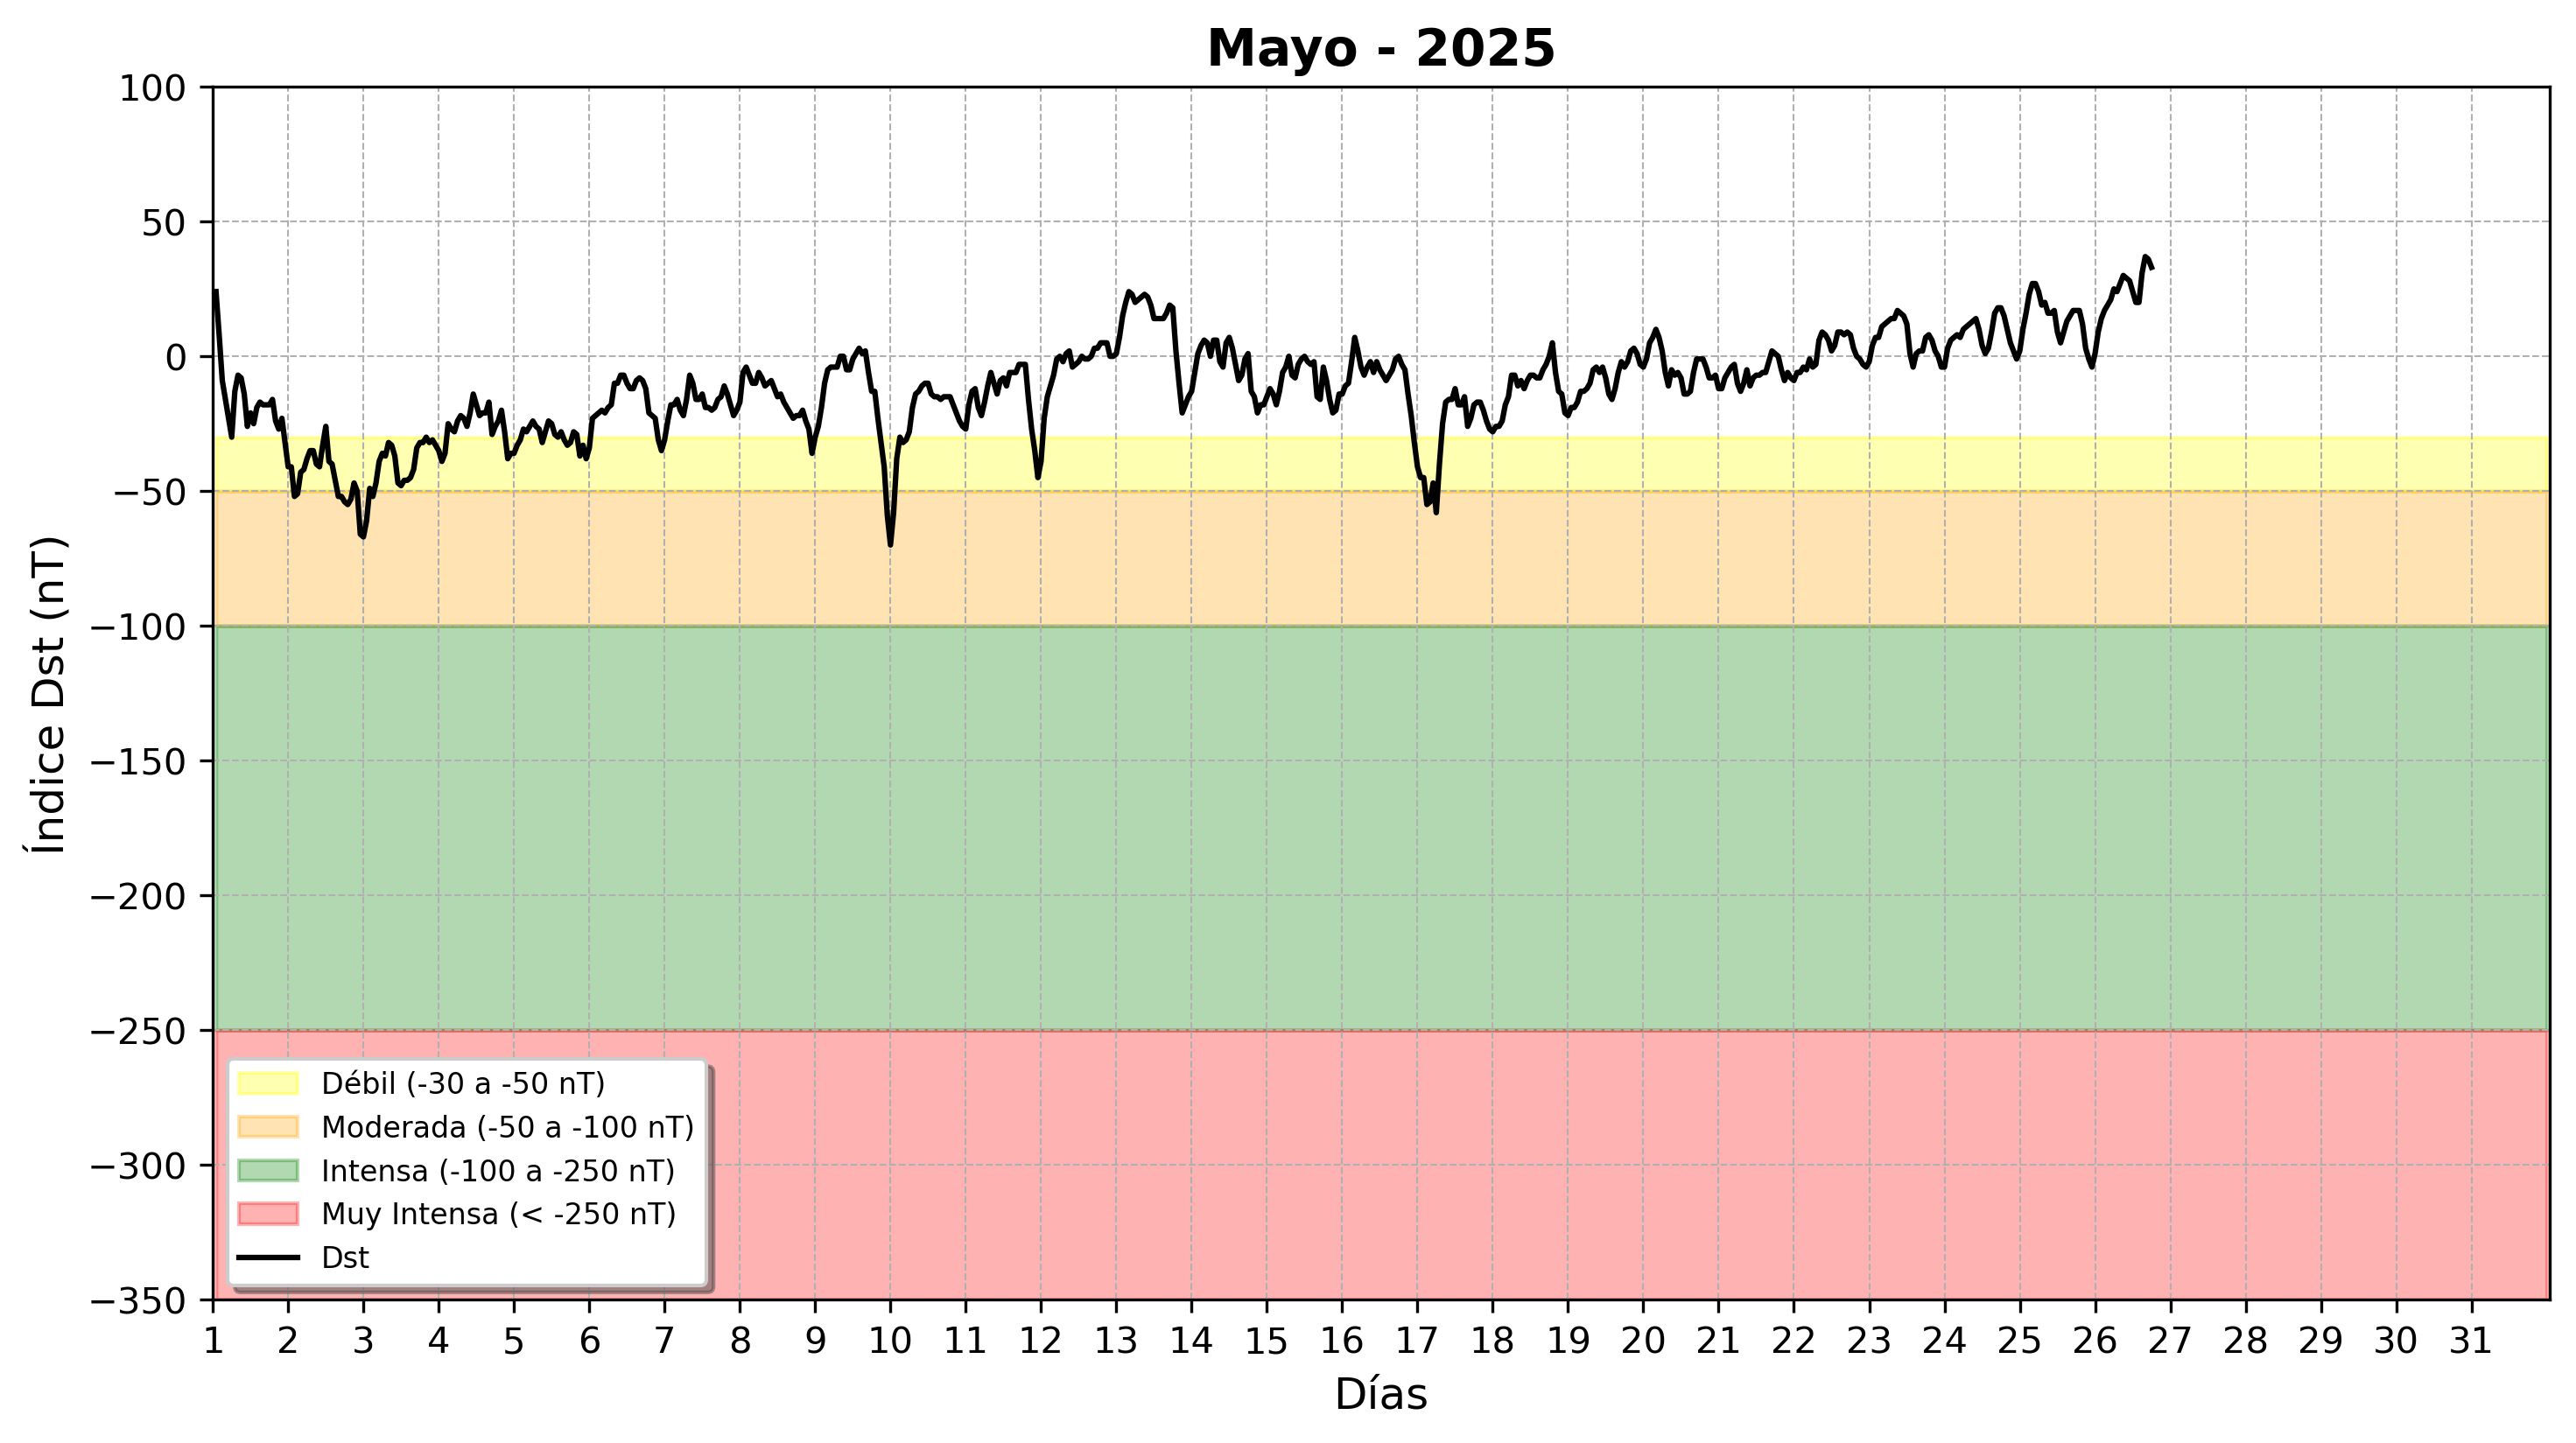 Mayo - 2025
100
50
0
−50
−100
−150
−200
−250
−300
−350
Índice Dst (nT)
Débil (-30 a -50 nT)
Moderada (-50 a -100 nT)
Intensa (-100 a -250 nT)
Muy Intensa (< -250 nT)
Dst
1 2 3 4 5 6 7 8 9 10 11 12 13 14 15 16 17 18 19 20 21 22 23 24 25 26 27 28 29 30 31
Días